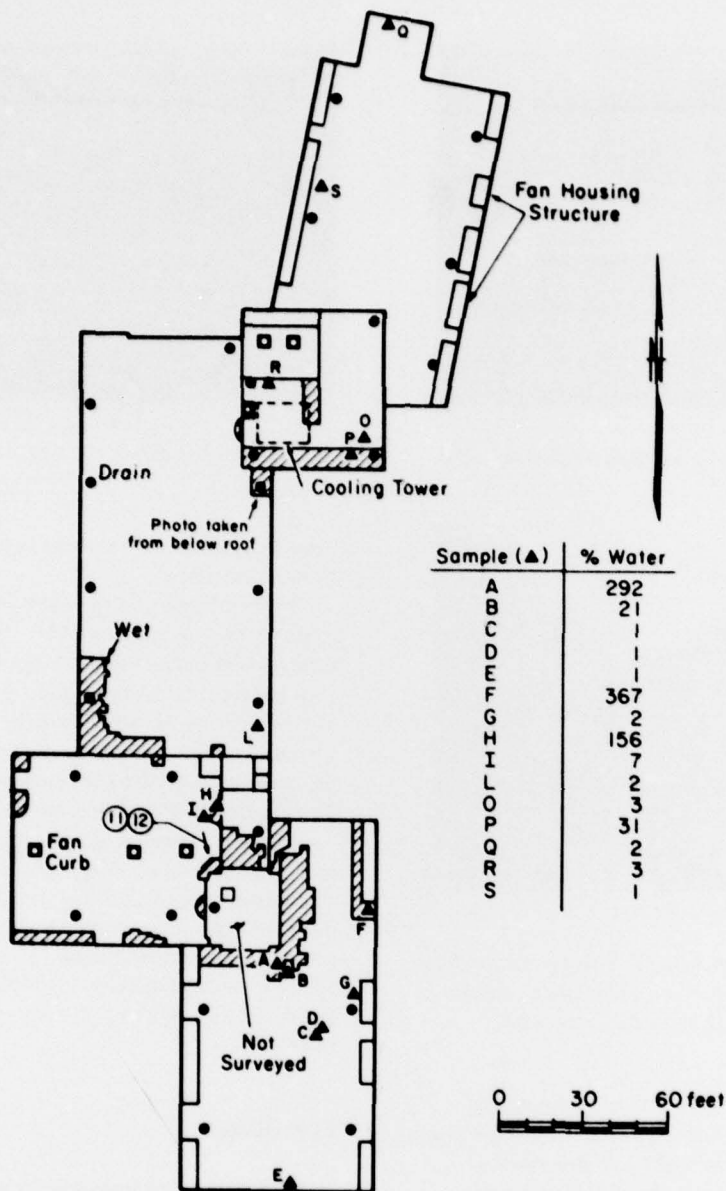 Q
S
Fan Housing
Structure
N
R
O
P
Drain
Cooling Tower
Photo taken
from below roof
Sample (▲) % Water
A 292
B 21
C 1
D 1
E 1
F 367
G 2
H 156
I 7
L 2
O 3
P 31
Q 2
R 3
S 1
Wet
L
H
I
11 12
Fan
Curb
F
A
B
G
D
C
Not
Surveyed
E
0 30 60 feet